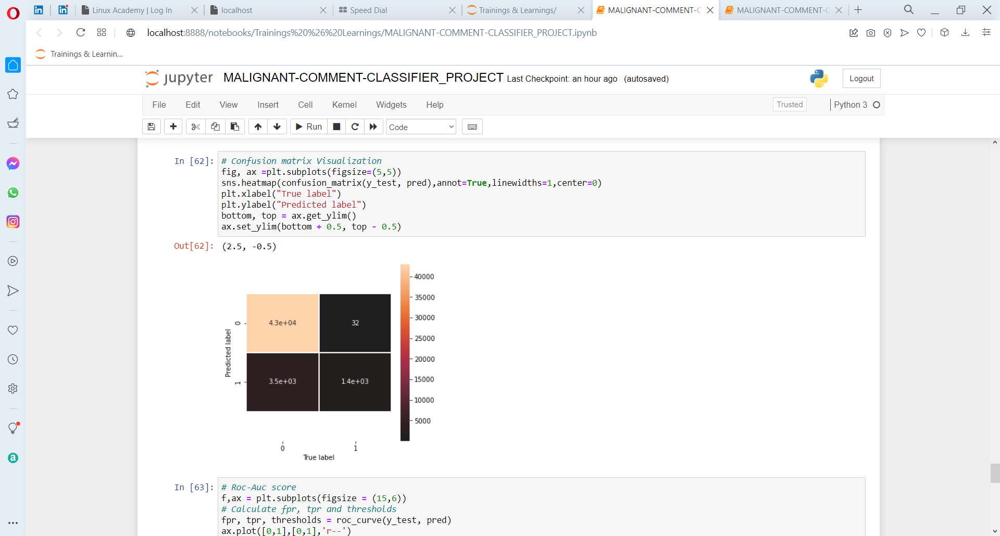 Linux Academy | Log In
localhost
Speed Dial
Trainings & Learnings/
MALIGNANT-COMMENT-C
MALIGNANT-COMMENT-C
localhost:8888/notebooks/Trainings%20%26%20Learnings/MALIGNANT-COMMENT-CLASSIFIER_PROJECT.ipynb
Trainings & Learnin...
jupyter MALIGNANT-COMMENT-CLASSIFIER_PROJECT Last Checkpoint: an hour ago (autosaved)
Logout
File Edit View Insert Cell Kernel Widgets Help
Trusted
Python 3
Run
Code
In [62]: # Confusion matrix Visualization
fig, ax =plt.subplots(figsize=(5,5))
sns.heatmap(confusion_matrix(y_test, pred),annot=True,linewidths=1,center=0)
plt.xlabel("True label")
plt.ylabel("Predicted label")
bottom, top = ax.get_ylim()
ax.set_ylim(bottom + 0.5, top - 0.5)
Out[62]: (2.5, -0.5)
40000
35000
30000
25000
20000
15000
10000
5000
Predicted label
0
1
4.3e+04
32
3.5e+03
1.4e+03
0
1
True label
In [63]: # Roc-Auc score
f,ax = plt.subplots(figsize = (15,6))
# Calculate fpr, tpr and thresholds
fpr, tpr, thresholds = roc_curve(y_test, pred)
ax.plot([0,1],[0,1],'r--')